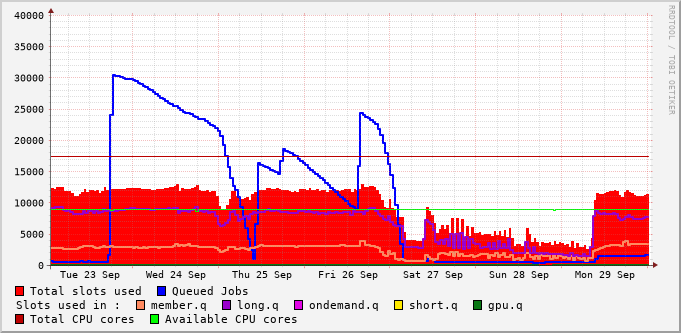 RRDTOOL / TOBI OETIKER
40000
35000
30000
25000
20000
15000
10000
5000
0
Tue 23 Sep Wed 24 Sep Thu 25 Sep Fri 26 Sep Sat 27 Sep Sun 28 Sep Mon 29 Sep
Total slots used Queued Jobs
Slots used in : member.q long.q ondemand.q short.q gpu.q
Total CPU cores Available CPU cores